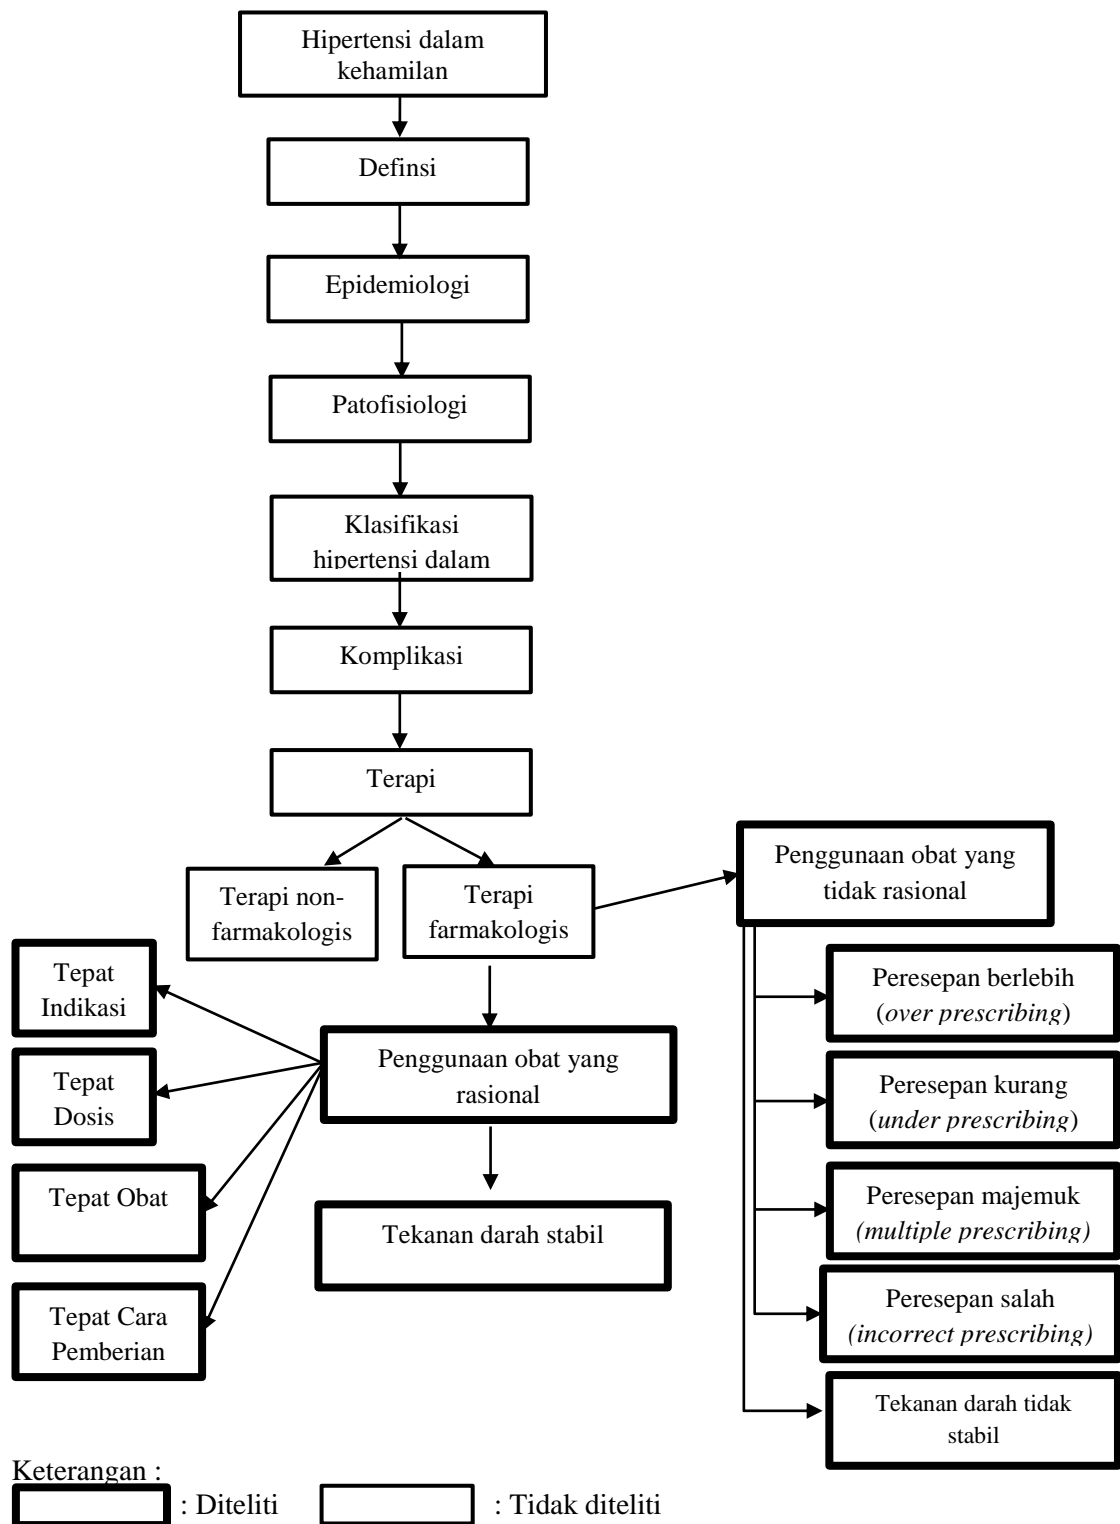 Hipertensi dalam
kehamilan
Definsi
Epidemiologi
Patofisiologi
Klasifikasi
hipertensi dalam
Komplikasi
Terapi
Terapi non-
farmakologis
Terapi
farmakologis
Penggunaan obat yang
tidak rasional
Tepat
Indikasi
Tepat
Dosis
Tepat Obat
Tepat Cara
Pemberian
Penggunaan obat yang
rasional
Tekanan darah stabil
Peresepan berlebih
(over prescribing)
Peresepan kurang
(under prescribing)
Peresepan majemuk
(multiple prescribing)
Peresepan salah
(incorrect prescribing)
Tekanan darah tidak
stabil
Keterangan :
: Diteliti
: Tidak diteliti